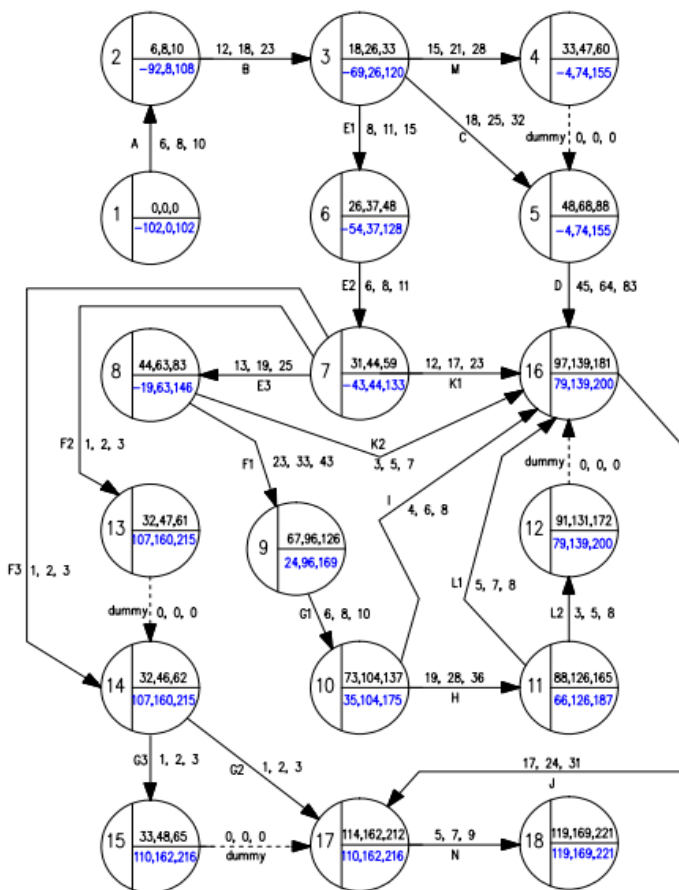 2
6,8,10
-92,8,108
12, 18, 23
B
3
18,26,33
-69,26,120
15, 21, 28
M
4
33,47,60
-4,74,155
A
6, 8, 10
E1
8, 11, 15
18, 25, 32
C
dummy
0, 0, 0
1
0,0,0
-102,0,102
6
26,37,48
-54,37,128
5
48,68,88
-4,74,155
E2
6, 8, 11
D
45, 64, 83
8
44,63,83
-19,63,146
13, 19, 25
E3
7
31,44,59
-43,44,133
12, 17, 23
K1
16
97,139,181
79,139,200
F2
1, 2, 3
F1
23, 33, 43
K2
3, 5, 7
dummy
0, 0, 0
I
4, 6, 8
13
32,47,61
107,160,215
9
67,96,126
24,96,169
12
91,131,172
79,139,200
F3
1, 2, 3
dummy
0, 0, 0
G1
6, 8, 10
L1
5, 7, 8
L2
3, 5, 8
14
32,46,62
107,160,215
10
73,104,137
35,104,175
19, 28, 36
H
11
88,126,165
66,126,187
G3
1, 2, 3
G2
1, 2, 3
17, 24, 31
J
15
33,48,65
110,162,216
0, 0, 0
dummy
17
114,162,212
110,162,216
5, 7, 9
N
18
119,169,221
119,169,221